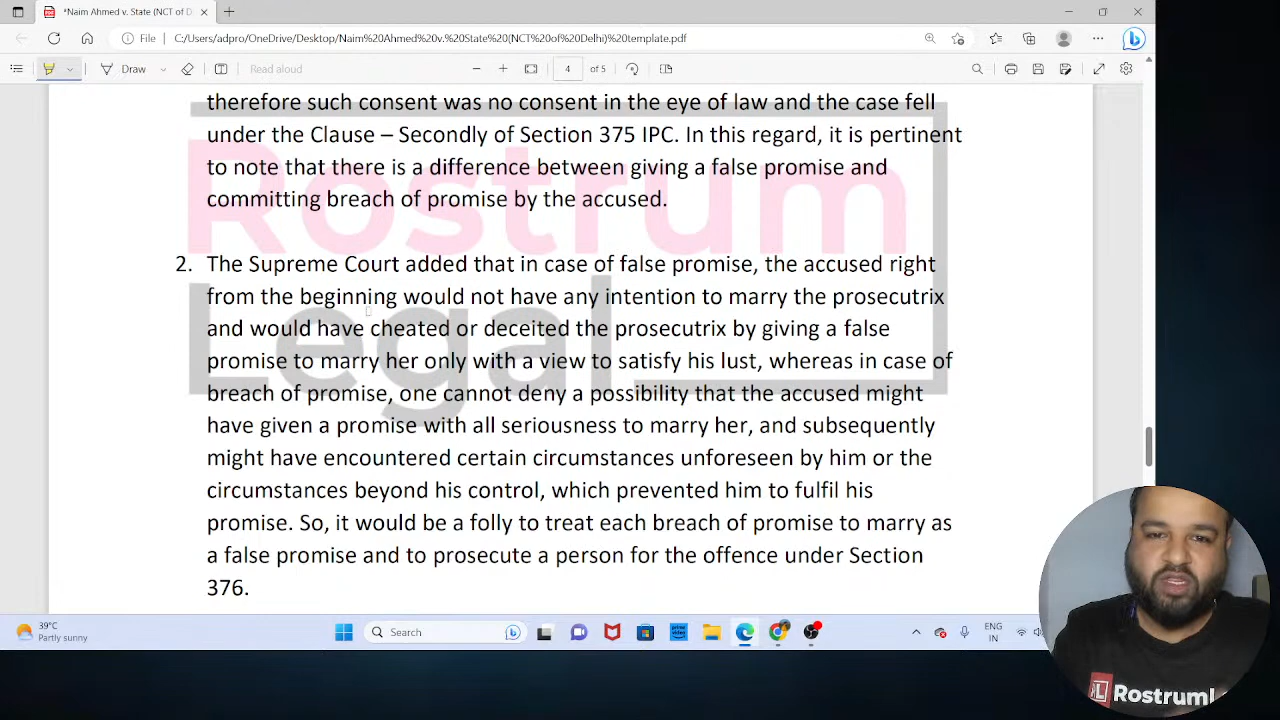 *Naim Ahmed v. State (NCT of D
File
C:/Users/adpro/OneDrive/Desktop/Naim%20Ahmed%20v.%20State%20(NCT%20of%20Delhi)%20template.pdf
Draw
Read aloud
4 of 5
therefore such consent was no consent in the eye of law and the case fell
under the Clause – Secondly of Section 375 IPC. In this regard, it is pertinent
to note that there is a difference between giving a false promise and
committing breach of promise by the accused.
2. The Supreme Court added that in case of false promise, the accused right
from the beginning would not have any intention to marry the prosecutrix
and would have cheated or deceited the prosecutrix by giving a false
promise to marry her only with a view to satisfy his lust, whereas in case of
breach of promise, one cannot deny a possibility that the accused might
have given a promise with all seriousness to marry her, and subsequently
might have encountered certain circumstances unforeseen by him or the
circumstances beyond his control, which prevented him to fulfil his
promise. So, it would be a folly to treat each breach of promise to marry as
a false promise and to prosecute a person for the offence under Section
376.
Rostrum
Legal
39°C
Partly sunny
Search
prime video
ENG
IN
RL RostrumL